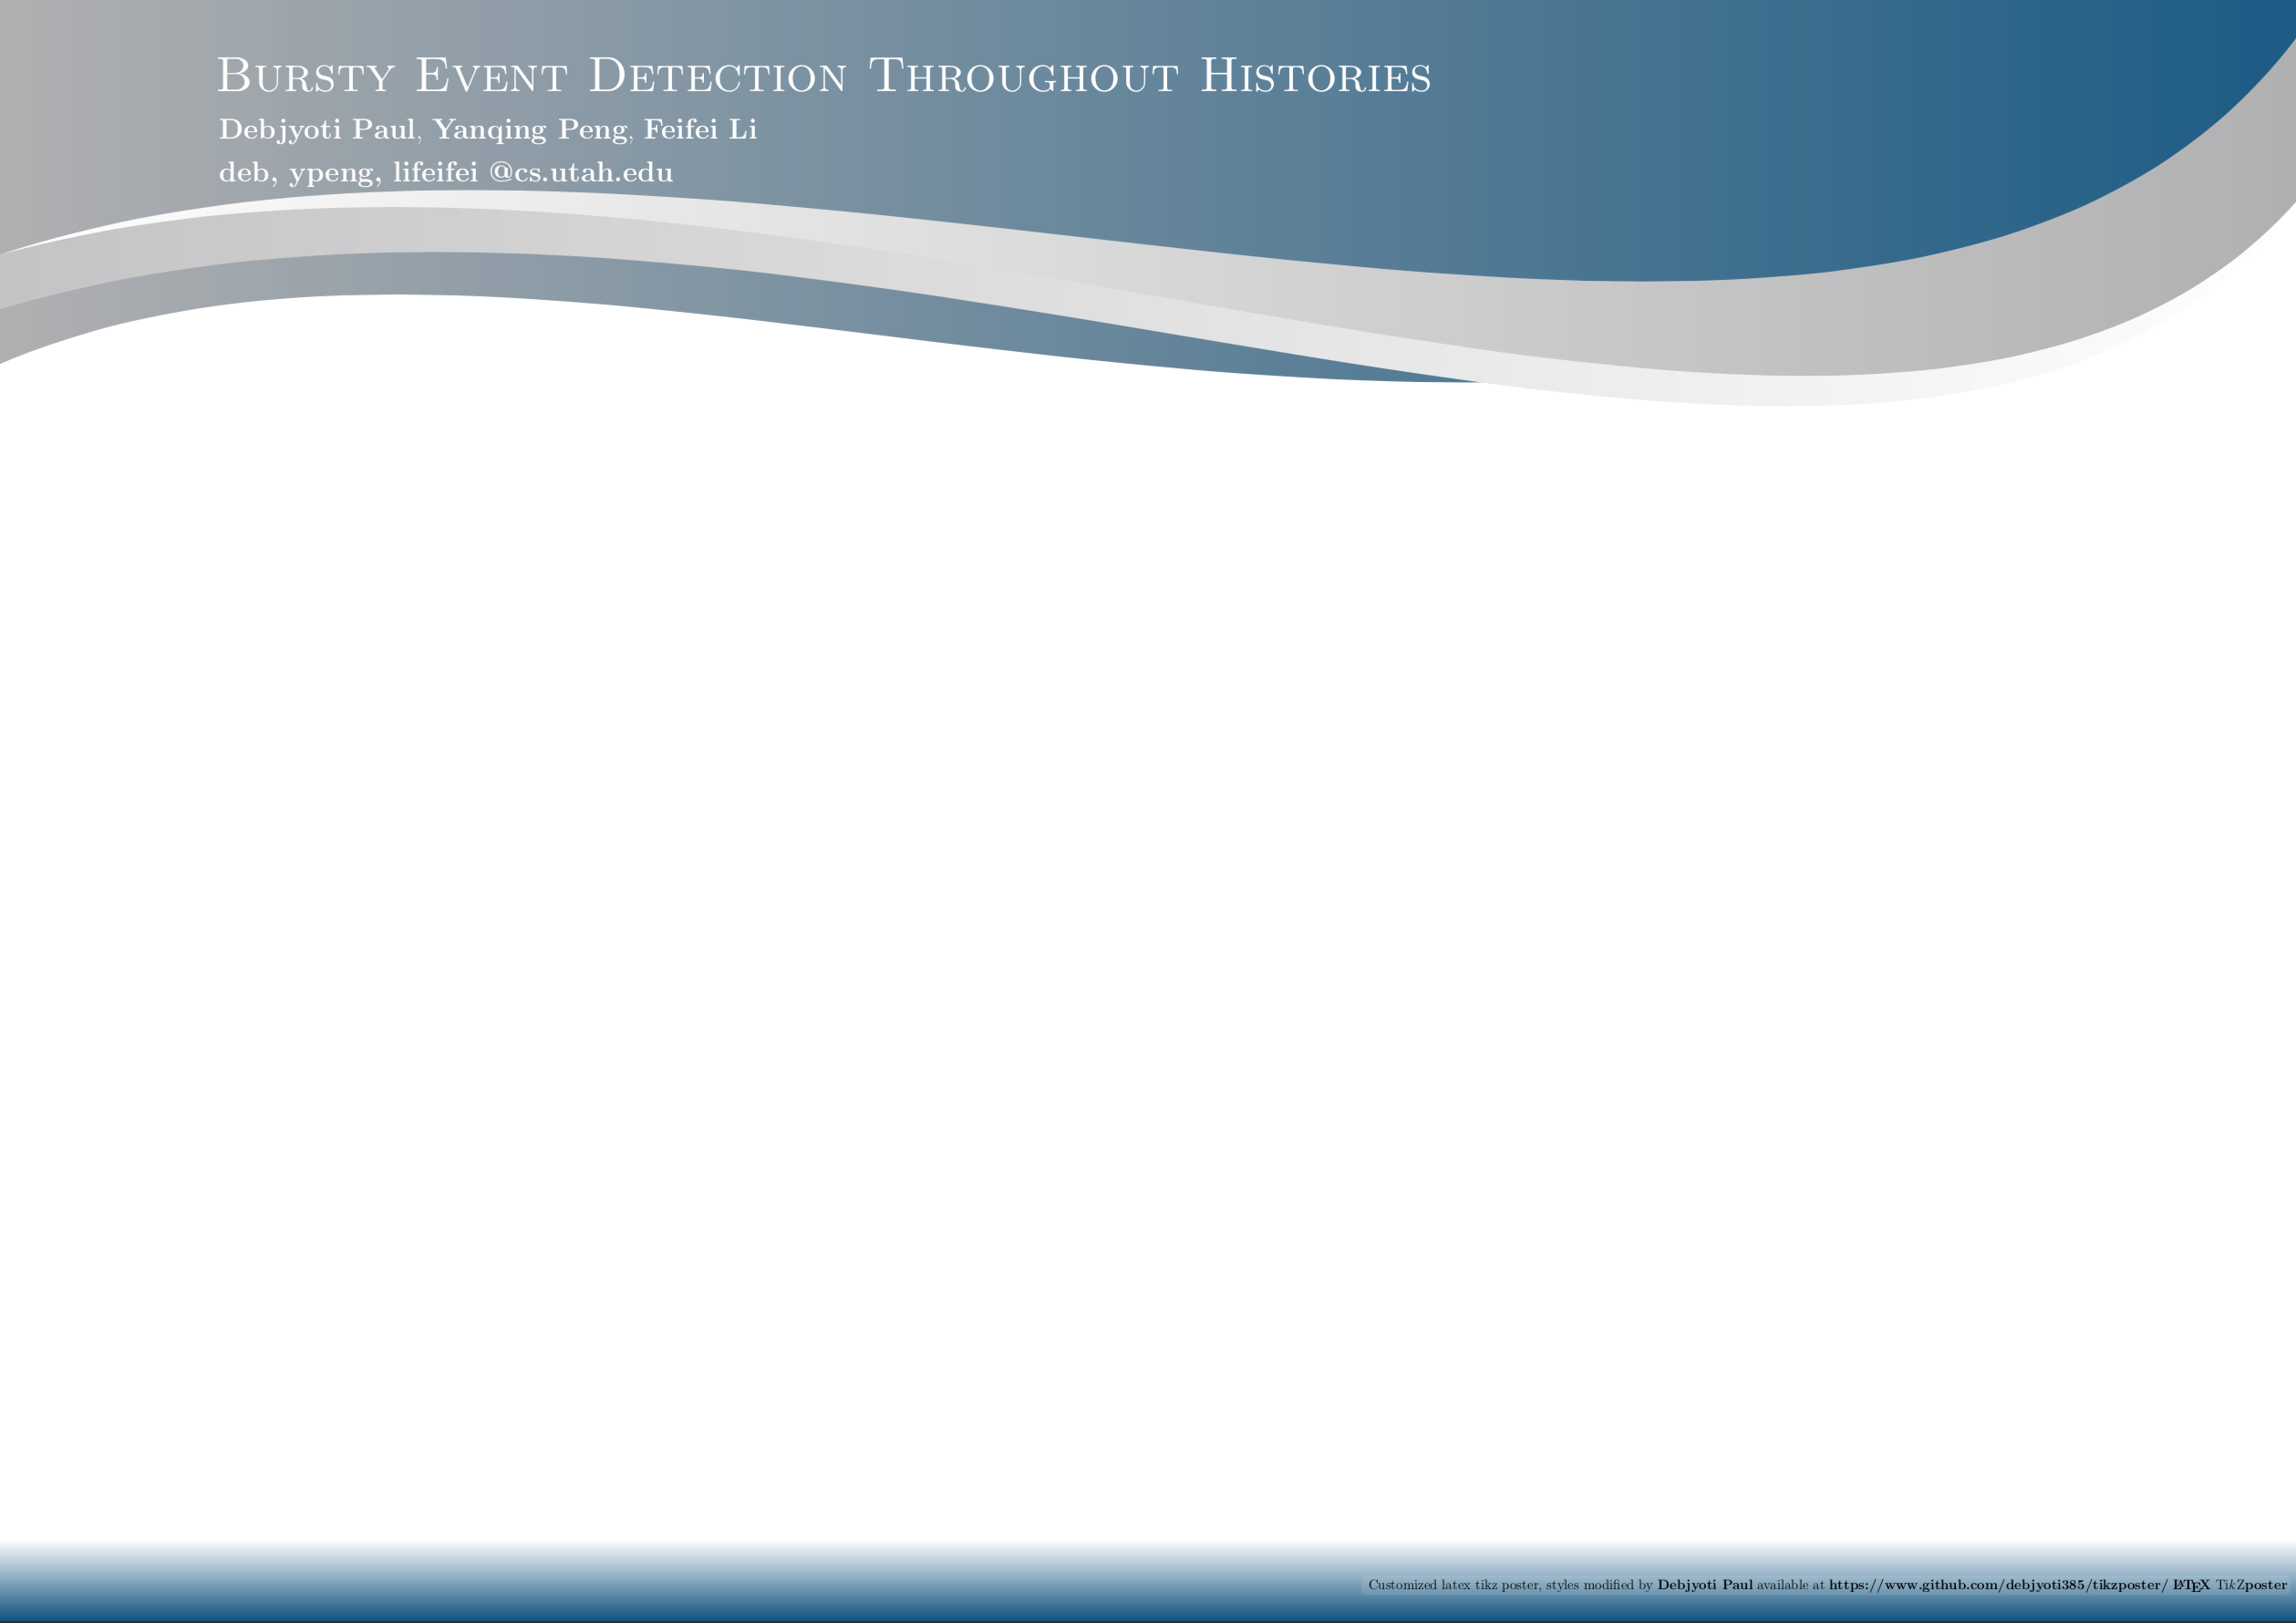 Bursty Event Detection Throughout Histories
Debjyoti Paul, Yanqing Peng, Feifei Li
deb, ypeng, lifeifei @cs.utah.edu
Customized latex tikz poster, styles modified by Debjyoti Paul available at https://www.github.com/debjyoti385/tikzposter/ LATEX TikZposter